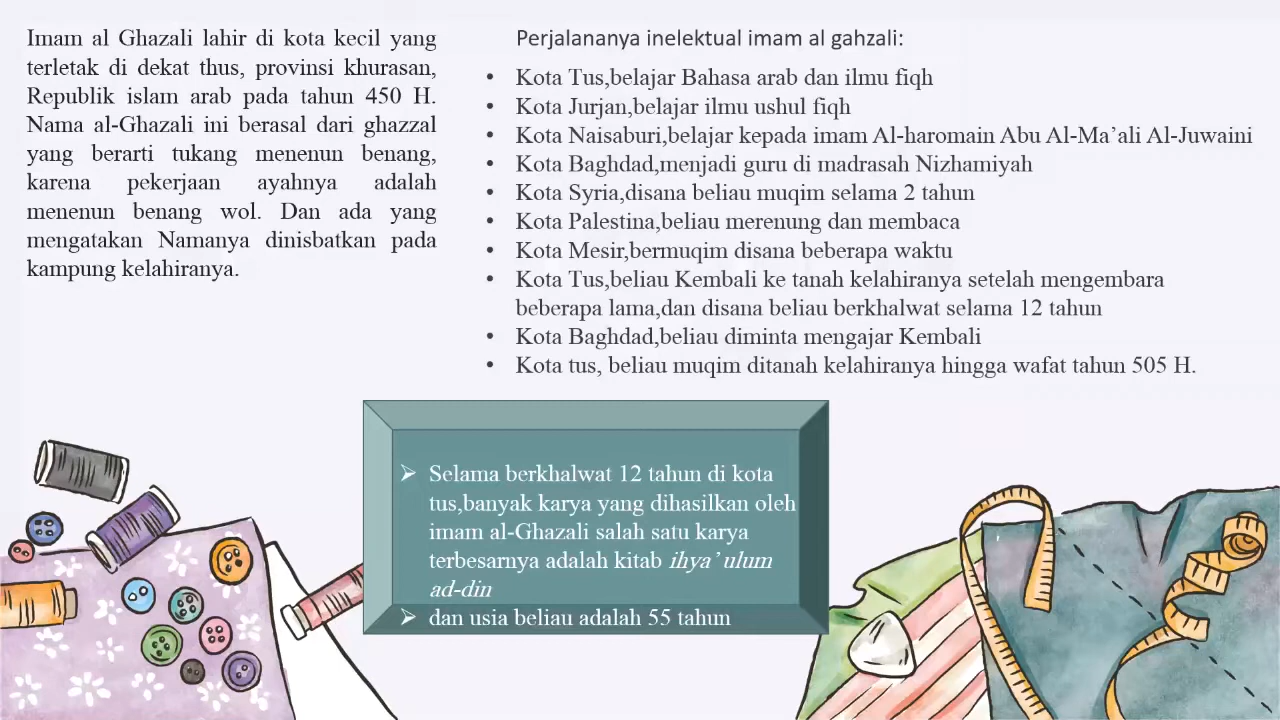 Imam al Ghazali lahir di kota kecil yang
terletak di dekat thus, provinsi khurasan,
Republik islam arab pada tahun 450 H.
Nama al-Ghazali ini berasal dari ghazzal
yang berarti tukang menenun benang,
karena pekerjaan ayahnya adalah
menenun benang wol. Dan ada yang
mengatakan Namanya dinisbatkan pada
kampung kelahiranya.
Perjalananya inelektual imam al gahzali:
• Kota Tus,belajar Bahasa arab dan ilmu fiqh
• Kota Jurjan,belajar ilmu ushul fiqh
• Kota Naisaburi,belajar kepada imam Al-haromain Abu Al-Ma’ali Al-Juwaini
• Kota Baghdad,menjadi guru di madrasah Nizhamiyah
• Kota Syria,disana beliau muqim selama 2 tahun
• Kota Palestina,beliau merenung dan membaca
• Kota Mesir,bermuqim disana beberapa waktu
• Kota Tus,beliau Kembali ke tanah kelahiranya setelah mengembara
beberapa lama,dan disana beliau berkhalwat selama 12 tahun
• Kota Baghdad,beliau diminta mengajar Kembali
• Kota tus, beliau muqim ditanah kelahiranya hingga wafat tahun 505 H.
➢ Selama berkhalwat 12 tahun di kota
tus,banyak karya yang dihasilkan oleh
imam al-Ghazali salah satu karya
terbesarnya adalah kitab ihya’ ulum
ad-din
➢ dan usia beliau adalah 55 tahun